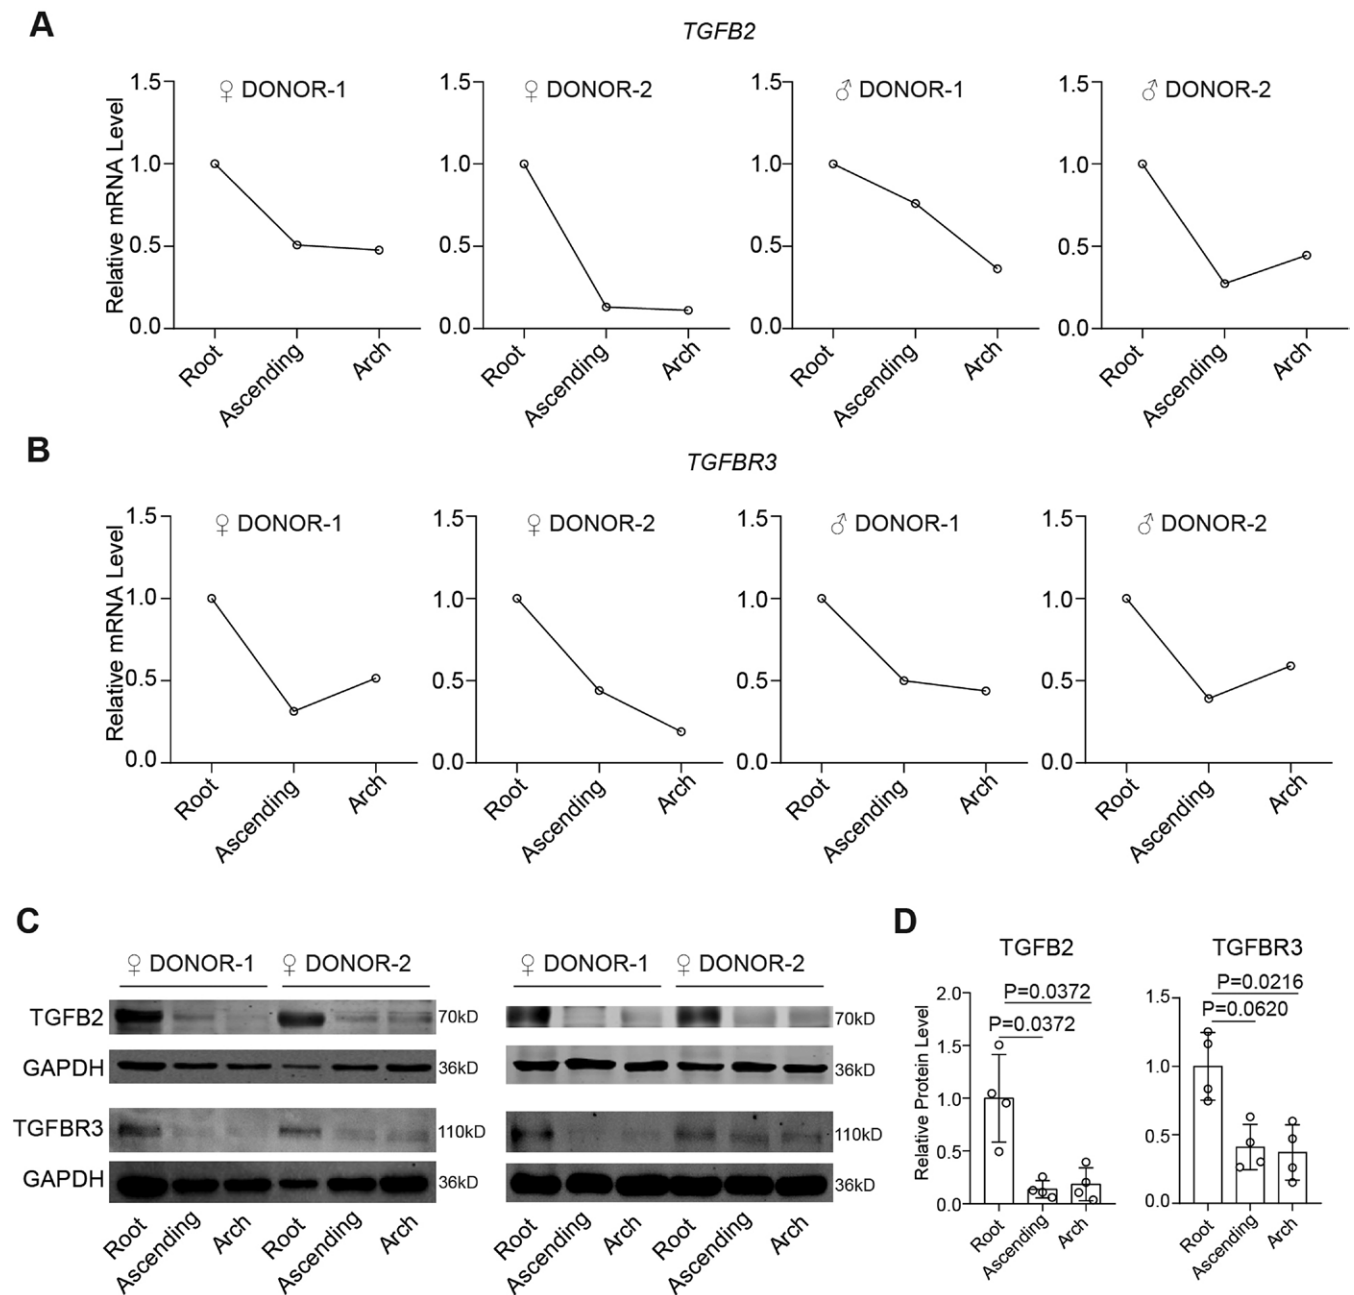 A
TGFB2
Relative mRNA Level
1.5 1.0 0.5 0.0
♀ DONOR-1
Root Ascending Arch
1.5 1.0 0.5 0.0
♀ DONOR-2
Root Ascending Arch
1.5 1.0 0.5 0.0
♂ DONOR-1
Root Ascending Arch
1.5 1.0 0.5 0.0
♂ DONOR-2
Root Ascending Arch
B
TGFBR3
Relative mRNA Level
1.5 1.0 0.5 0.0
♀ DONOR-1
Root Ascending Arch
1.5 1.0 0.5 0.0
♀ DONOR-2
Root Ascending Arch
1.5 1.0 0.5 0.0
♂ DONOR-1
Root Ascending Arch
1.5 1.0 0.5 0.0
♂ DONOR-2
Root Ascending Arch
C
♀ DONOR-1 ♀ DONOR-2 ♀ DONOR-1 ♀ DONOR-2
TGFB2 70kD 70kD
GAPDH 36kD 36kD
TGFBR3 110kD 110kD
GAPDH 36kD 36kD
Root Ascending Arch Root Ascending Arch Root Ascending Arch Root Ascending Arch
D
TGFB2
Relative Protein Level
2.0 1.5 1.0 0.5 0.0
P=0.0372
P=0.0372
Root Ascending Arch
TGFBR3
1.5 1.0 0.5 0.0
P=0.0216
P=0.0620
Root Ascending Arch